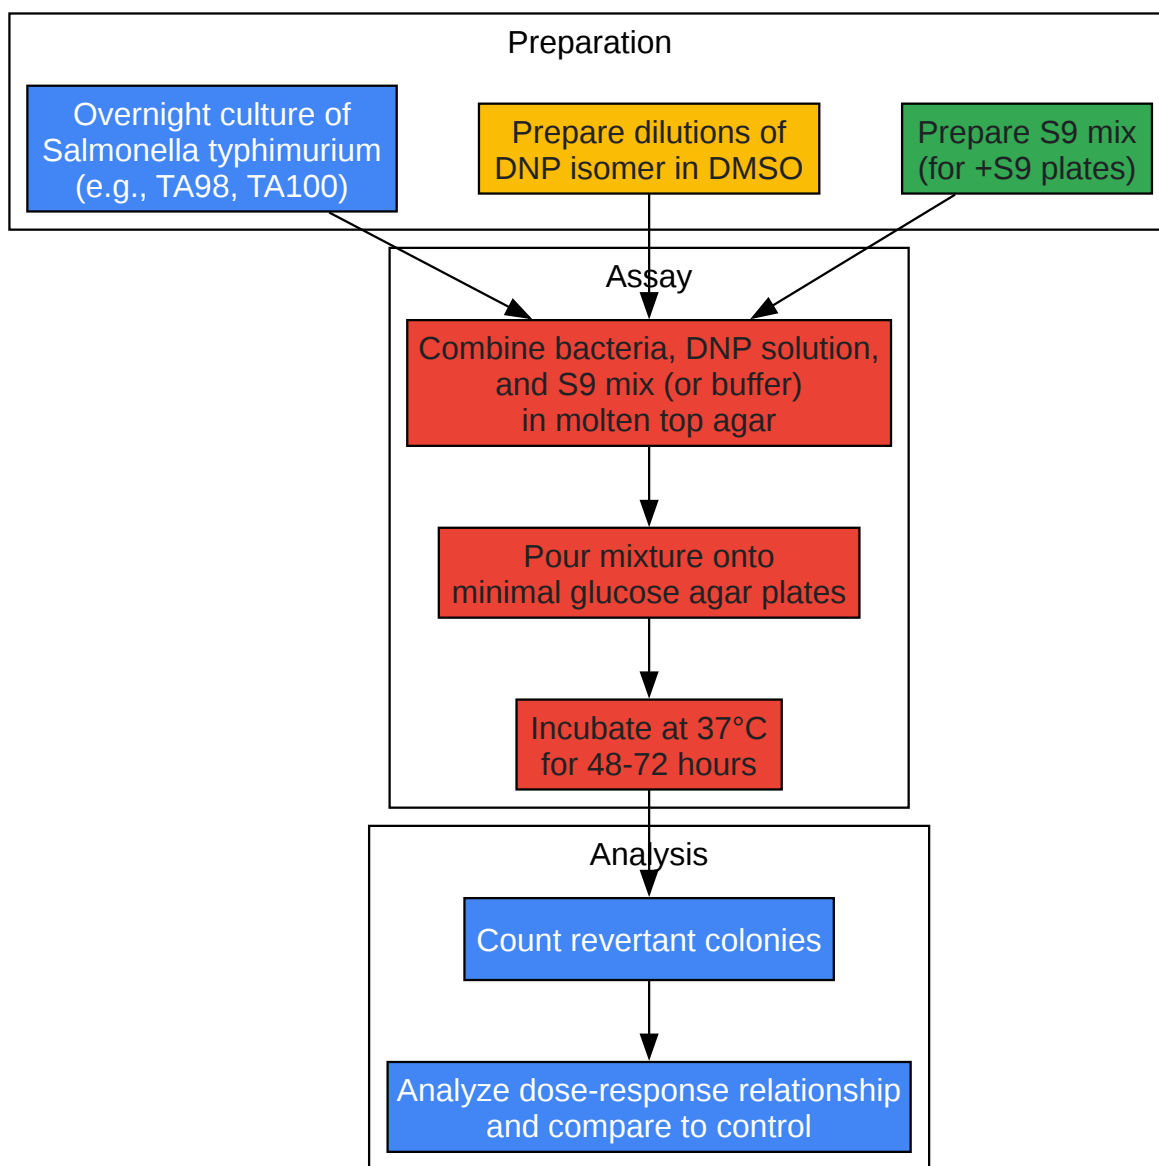 Preparation
Overnight culture of
Salmonella typhimurium
(e.g., TA98, TA100)
Prepare dilutions of
DNP isomer in DMSO
Prepare S9 mix
(for +S9 plates)
Assay
Combine bacteria, DNP solution,
and S9 mix (or buffer)
in molten top agar
Pour mixture onto
minimal glucose agar plates
Incubate at 37°C
for 48-72 hours
Analysis
Count revertant colonies
Analyze dose-response relationship
and compare to control